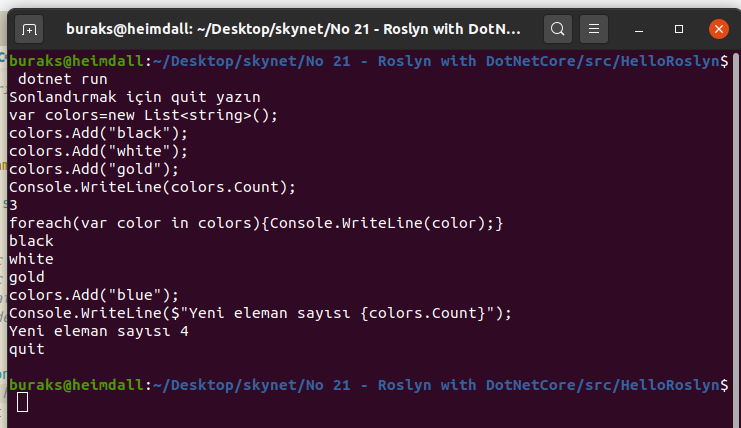 buraks@heimdall: ~/Desktop/skynet/No 21 - Roslyn with DotN...
buraks@heimdall:~/Desktop/skynet/No 21 - Roslyn with DotNetCore/src/HelloRoslyn$
dotnet run
Sonlandırmak için quit yazın
var colors=new List<string>();
colors.Add("black");
colors.Add("white");
colors.Add("gold");
Console.WriteLine(colors.Count);
3
foreach(var color in colors){Console.WriteLine(color);}
black
white
gold
colors.Add("blue");
Console.WriteLine($"Yeni eleman sayısı {colors.Count}");
Yeni eleman sayısı 4
quit
buraks@heimdall:~/Desktop/skynet/No 21 - Roslyn with DotNetCore/src/HelloRoslyn$